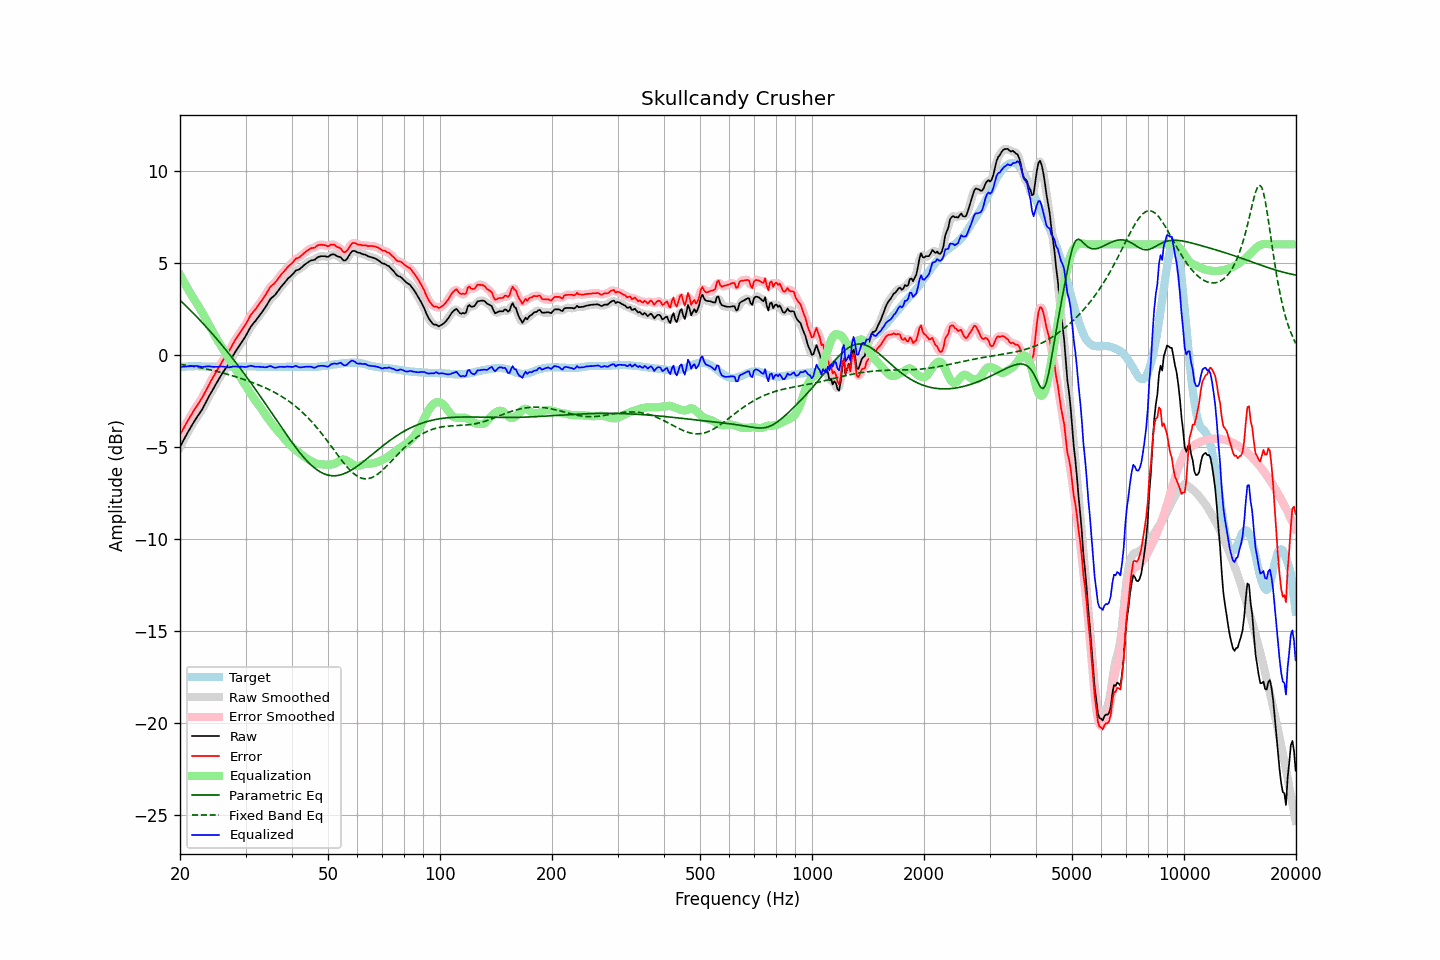 Skullcandy Crusher
Amplitude (dBr)
10
5
0
−5
−10
−15
−20
−25
Target
Raw Smoothed
Error Smoothed
Raw
Error
Equalization
Parametric Eq
Fixed Band Eq
Equalized
20 50 100 200 500 1000 2000 5000 10000 20000
Frequency (Hz)